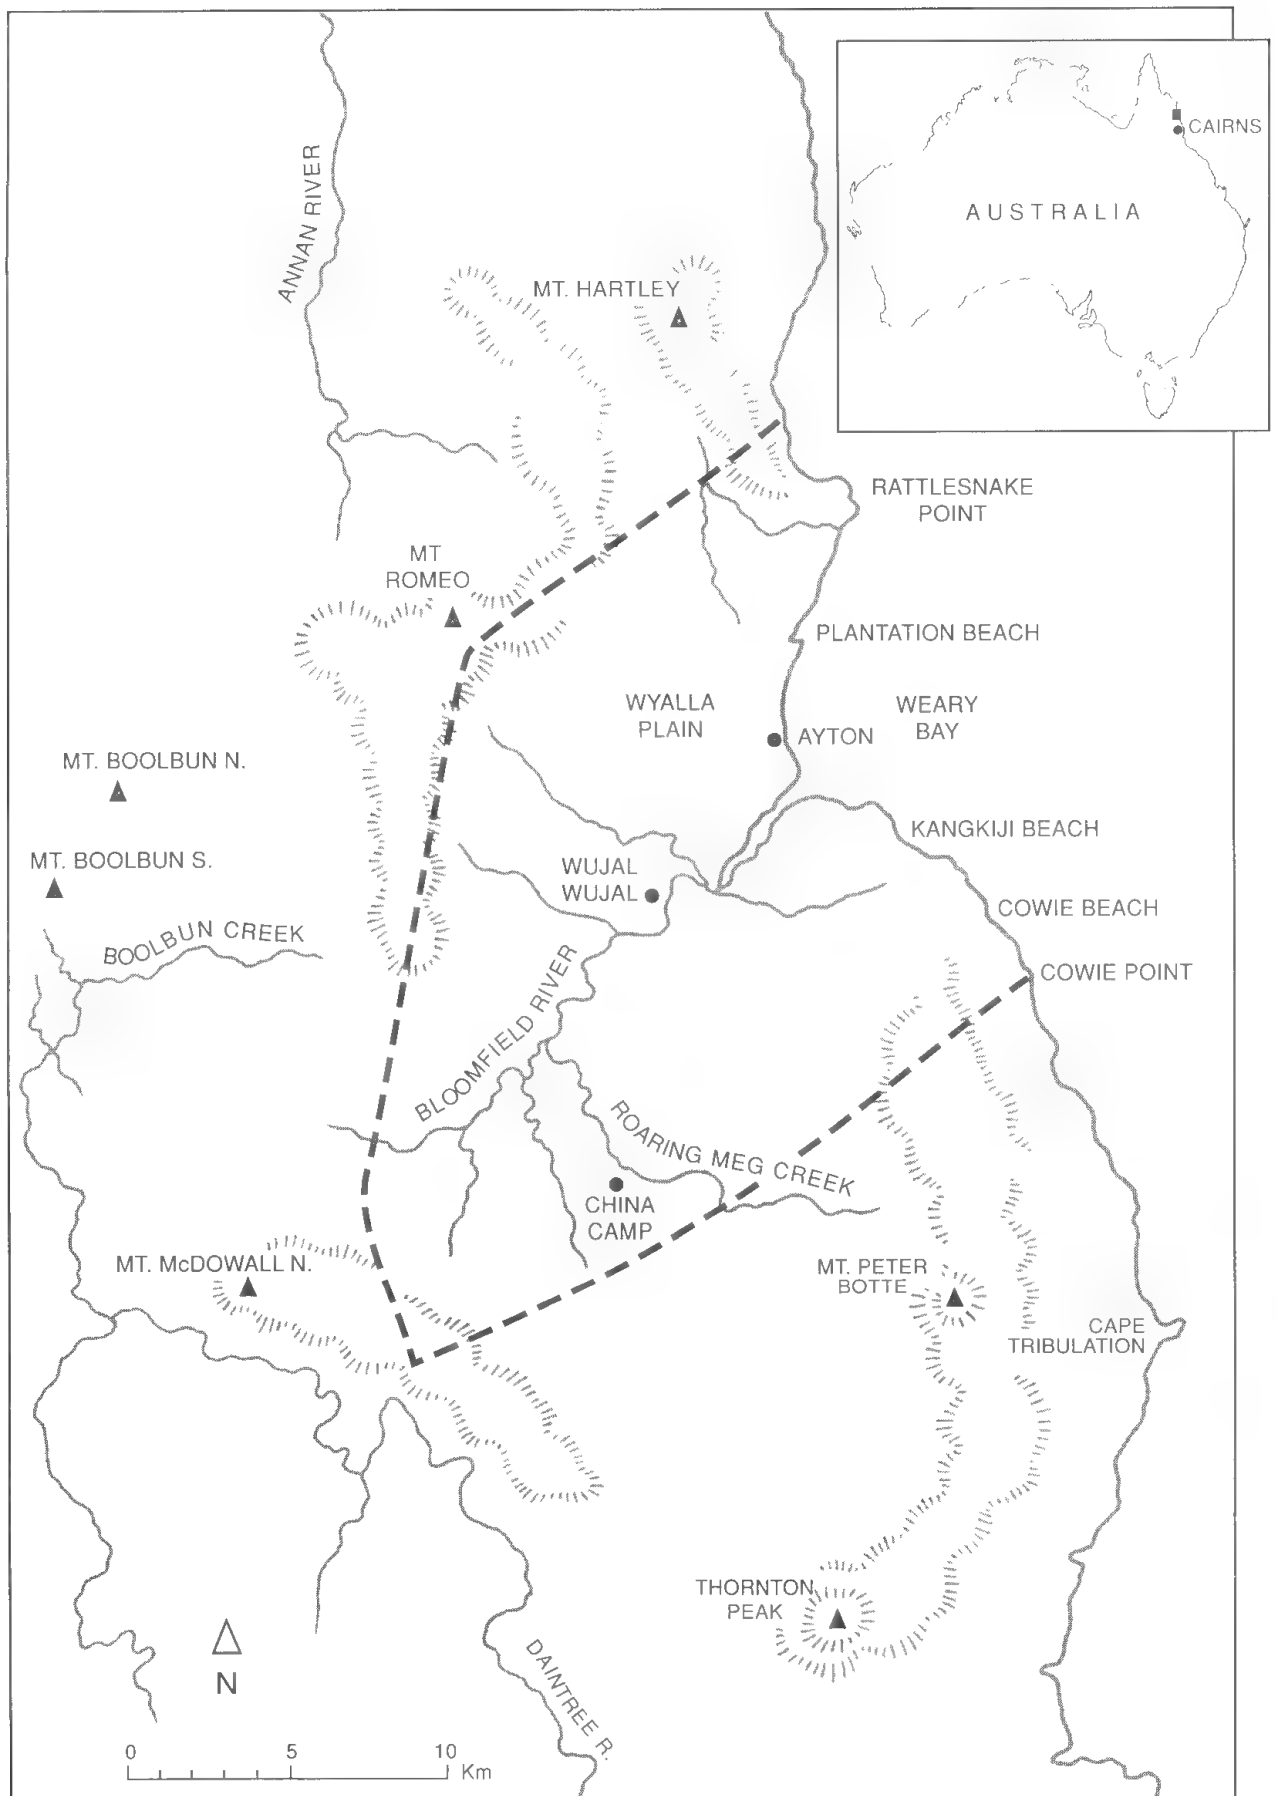 CAIRNS
AUSTRALIA
ANNAN RIVER
MT. HARTLEY
RATTLESNAKE
POINT
MT
ROMEO
PLANTATION BEACH
WYALLA
PLAIN
WEARY
BAY
AYTON
MT. BOOLBUN N.
KANGKIJI BEACH
MT. BOOLBUN S.
WUJAL
WUJAL
COWIE BEACH
BOOLBUN CREEK
COWIE POINT
BLOOMFIELD RIVER
ROARING MEG CREEK
CHINA
CAMP
MT. McDOWALL N.
MT. PETER
BOTTE
CAPE
TRIBULATION
THORNTON
PEAK
N
DAINTREE R.
0 5 10
Km